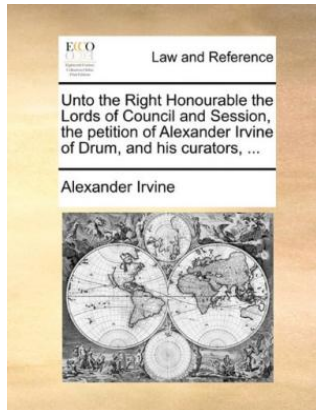 ECCO
Law and Reference
Unto the Right Honourable the
Lords of Council and Session,
the petition of Alexander Irvine
of Drum, and his curators, ...
Alexander Irvine